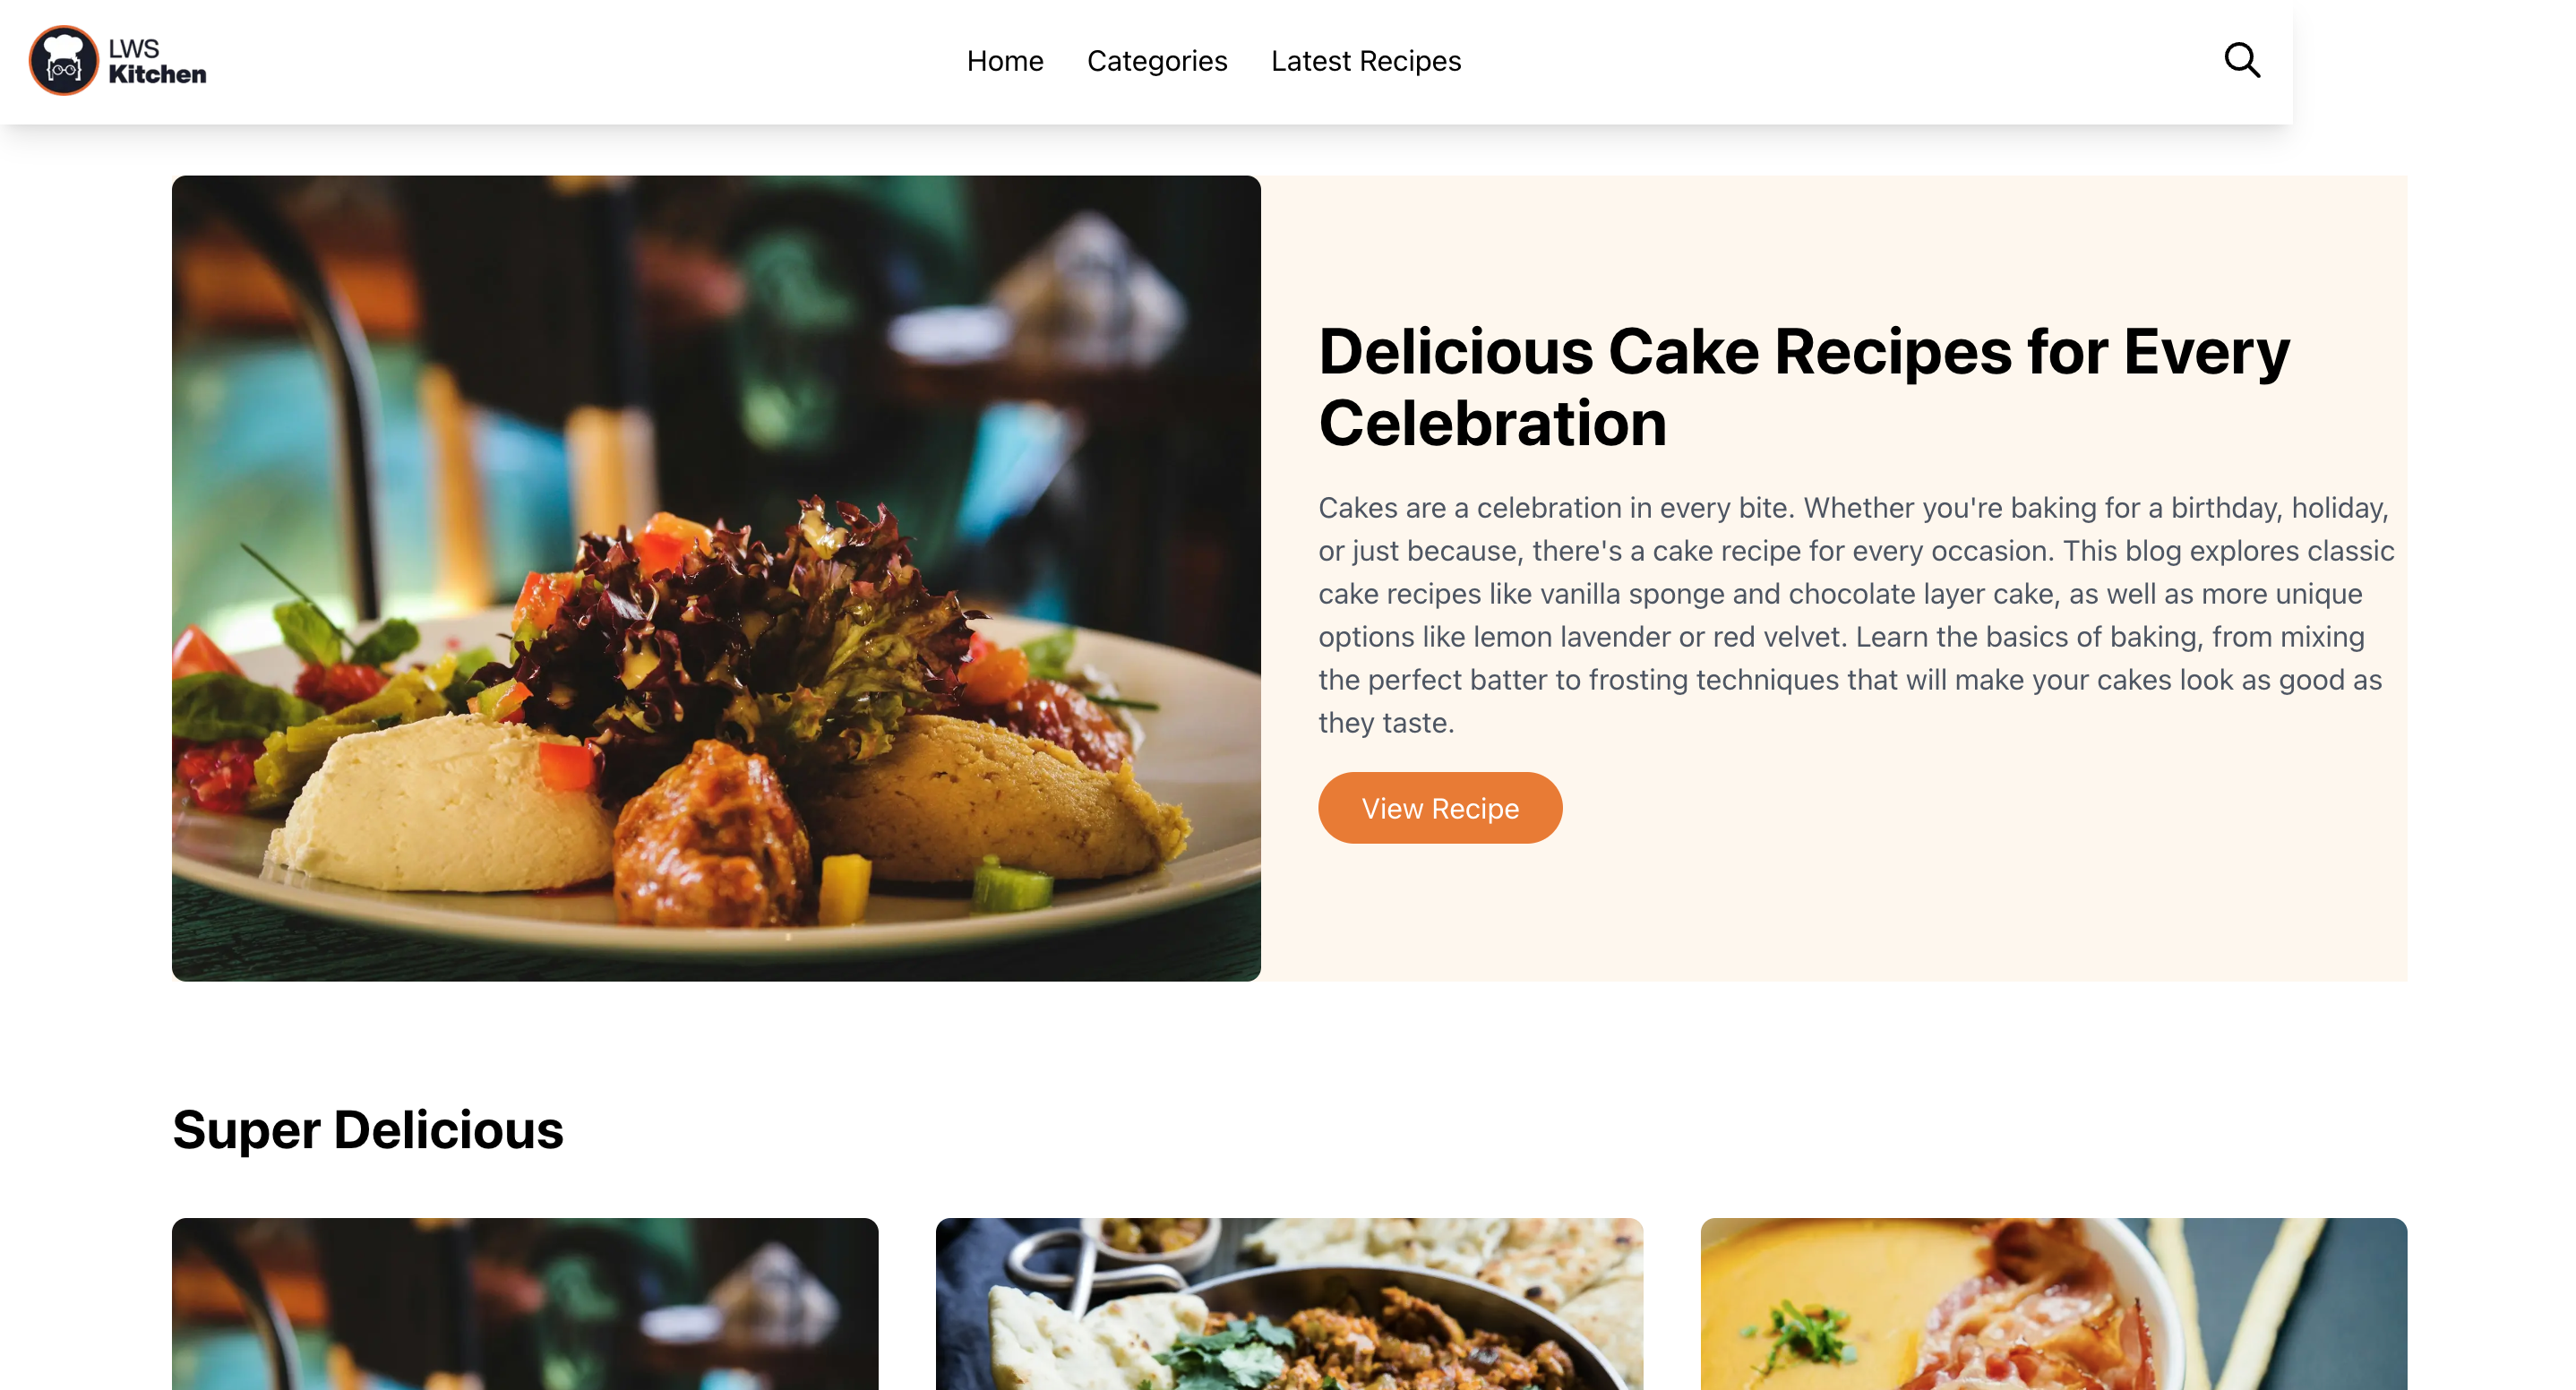 LWS
Kitchen
Home
Categories
Latest Recipes
Delicious Cake Recipes for Every
Celebration
Cakes are a celebration in every bite. Whether you're baking for a birthday, holiday,
or just because, there's a cake recipe for every occasion. This blog explores classic
cake recipes like vanilla sponge and chocolate layer cake, as well as more unique
options like lemon lavender or red velvet. Learn the basics of baking, from mixing
the perfect batter to frosting techniques that will make your cakes look as good as
they taste.
View Recipe
Super Delicious